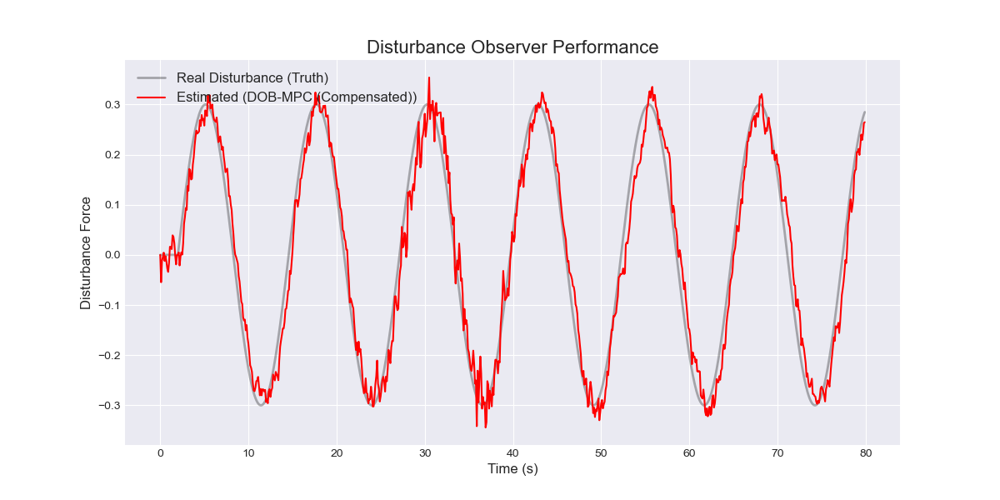 Disturbance Observer Performance
Real Disturbance (Truth)
Estimated (DOB-MPC (Compensated))
Disturbance Force
0.3
0.2
0.1
0.0
−0.1
−0.2
−0.3
0 10 20 30 40 50 60 70 80
Time (s)